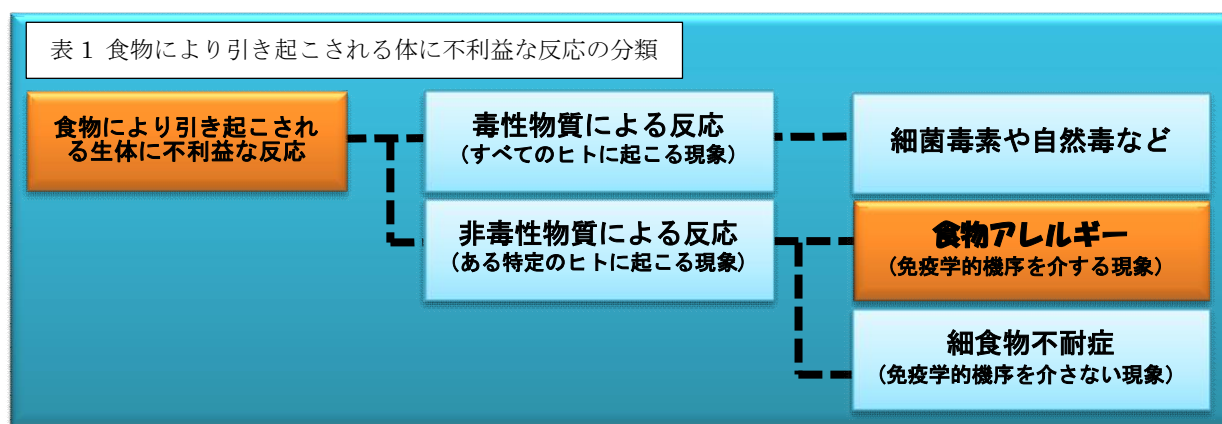 表 1 食物により引き起こされる体に不利益な反応の分類
食物により引き起こされ
る生体に不利益な反応
毒性物質による反応
(すべてのヒトに起こる現象)
細菌毒素や自然毒など
非毒性物質による反応
(ある特定のヒトに起こる現象)
食物アレルギー
(免疫学的機序を介する現象)
細食物不耐症
(免疫学的機序を介さない現象)